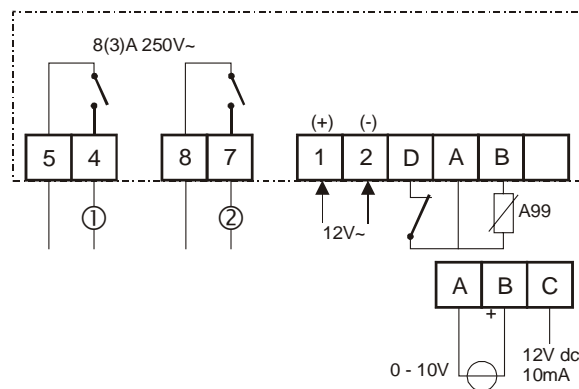 8(3)A 250V~
(+) (-)
5 4 8 7 1 2 D A B
① ② 12V~ A99
A B C
+
0 - 10V 12V dc
10mA